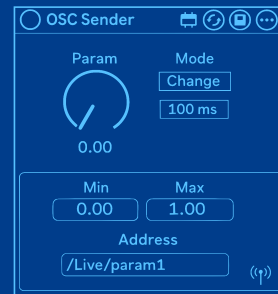 OSC Sender
Param
Mode
Change
100 ms
0.00
Min
Max
0.00
1.00
Address
/Live/param1